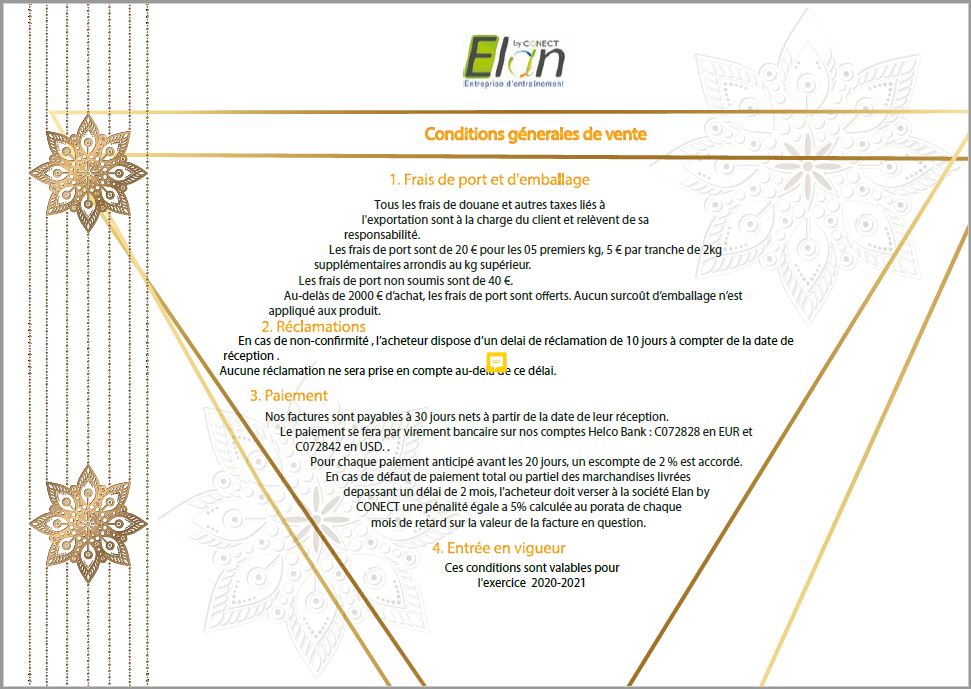 by CONECT
Elan
Entreprise d'entraînement
Conditions génerales de vente
1. Frais de port et d'emballage
Tous les frais de douane et autres taxes liés à
l'exportation sont à la charge du client et relèvent de sa
responsabilité.
Les frais de port sont de 20 € pour les 05 premiers kg, 5 € par tranche de 2kg
supplémentaires arrondis au kg supérieur.
Les frais de port non soumis sont de 40 €.
Au-delàs de 2000 € d’achat, les frais de port sont offerts. Aucun surcoût d’emballage n’est
appliqué aux produit.
2. Réclamations
En cas de non-confirmité , l’acheteur dispose d’un delai de réclamation de 10 jours à compter de la date de
réception .
Aucune réclamation ne sera prise en compte au-delà de ce délai.
3. Paiement
Nos factures sont payables à 30 jours nets à partir de la date de leur réception.
Le paiement se fera par virement bancaire sur nos comptes Helco Bank : C072828 en EUR et
C072842 en USD. .
Pour chaque paiement anticipé avant les 20 jours, un escompte de 2 % est accordé.
En cas de défaut de paiement total ou partiel des marchandises livrées
depassant un délai de 2 mois, l'acheteur doit verser à la société Elan by
CONECT une pénalité égale a 5% calculée au porata de chaque
mois de retard sur la valeur de la facture en question.
4. Entrée en vigueur
Ces conditions sont valables pour
l'exercice 2020-2021